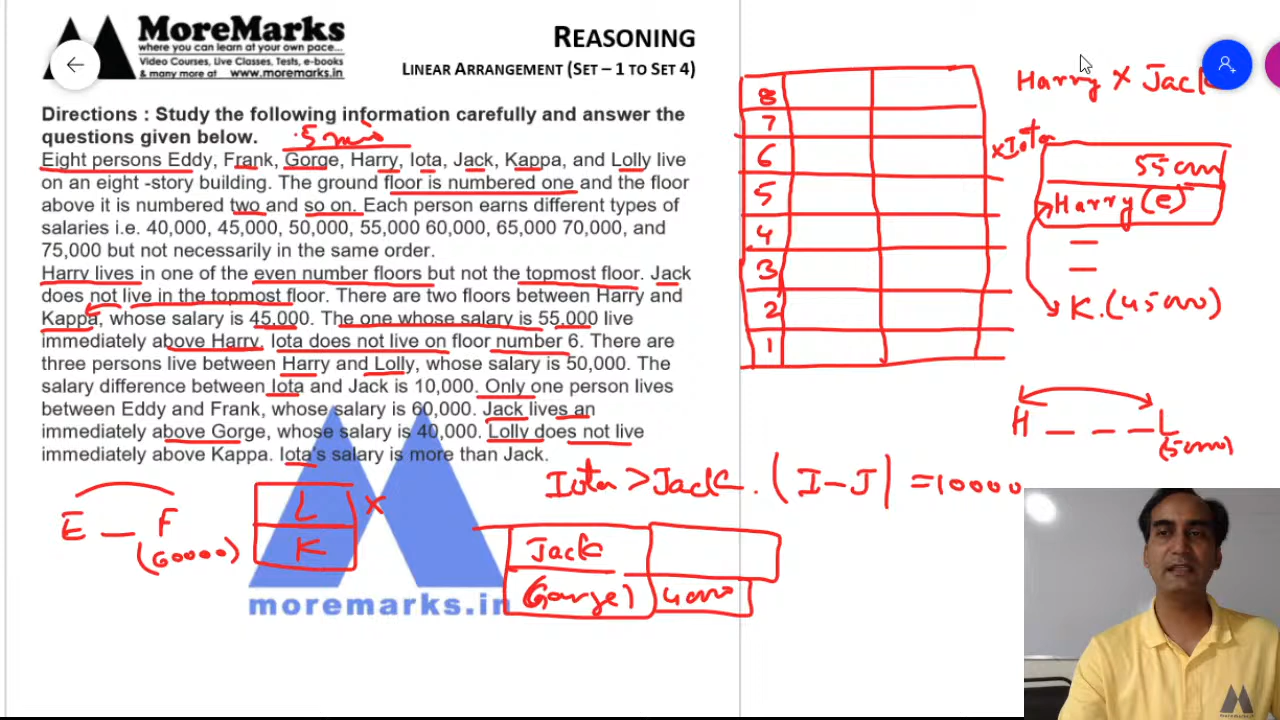 MoreMarks
where you can learn at your own pace...
Video Courses, Live Classes, Tests, e-books
& many more at www.moremarks.in
REASONING
LINEAR ARRANGEMENT (SET – 1 TO SET 4)
Directions : Study the following information carefully and answer the
questions given below.
5 min
Eight persons Eddy, Frank, Gorge, Harry, Iota, Jack, Kappa, and Lolly live
on an eight -story building. The ground floor is numbered one and the floor
above it is numbered two and so on. Each person earns different types of
salaries i.e. 40,000, 45,000, 50,000, 55,000 60,000, 65,000 70,000, and
75,000 but not necessarily in the same order.
Harry lives in one of the even number floors but not the topmost floor. Jack
does not live in the topmost floor. There are two floors between Harry and
Kappa, whose salary is 45,000. The one whose salary is 55,000 live
immediately above Harry. Iota does not live on floor number 6. There are
three persons live between Harry and Lolly, whose salary is 50,000. The
salary difference between Iota and Jack is 10,000. Only one person lives
between Eddy and Frank, whose salary is 60,000. Jack lives an
immediately above Gorge, whose salary is 40,000. Lolly does not live
immediately above Kappa. Iota's salary is more than Jack.
8
7
6
5
4
3
2
1
Harry X Jack
X Iota
55000
Harry (e)
K. (45000)
H _ _ _ L
(50000)
Iota > Jack. (I - J) = 10000
E _ F
(60000)
L X
K
Jack
Gorge 40000
moremarks.in